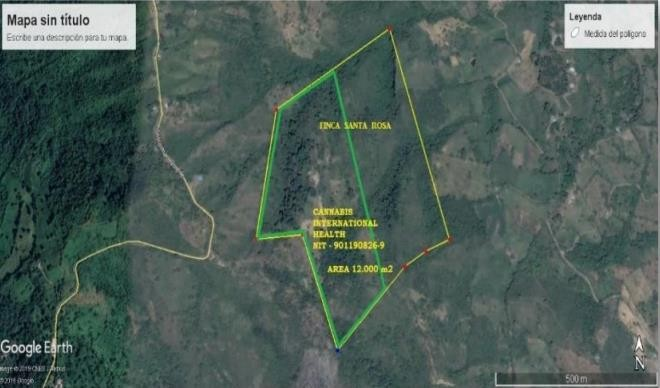 Mapa sin título
Escribe una descripción para tu mapa.
Leyenda
Medida del polígono
FINCA SANTA ROSA
CANNABIS
INTERNATIONAL
HEALTH
NIT - 901190826-9
AREA 12.000 m2
Google Earth
500 m
N